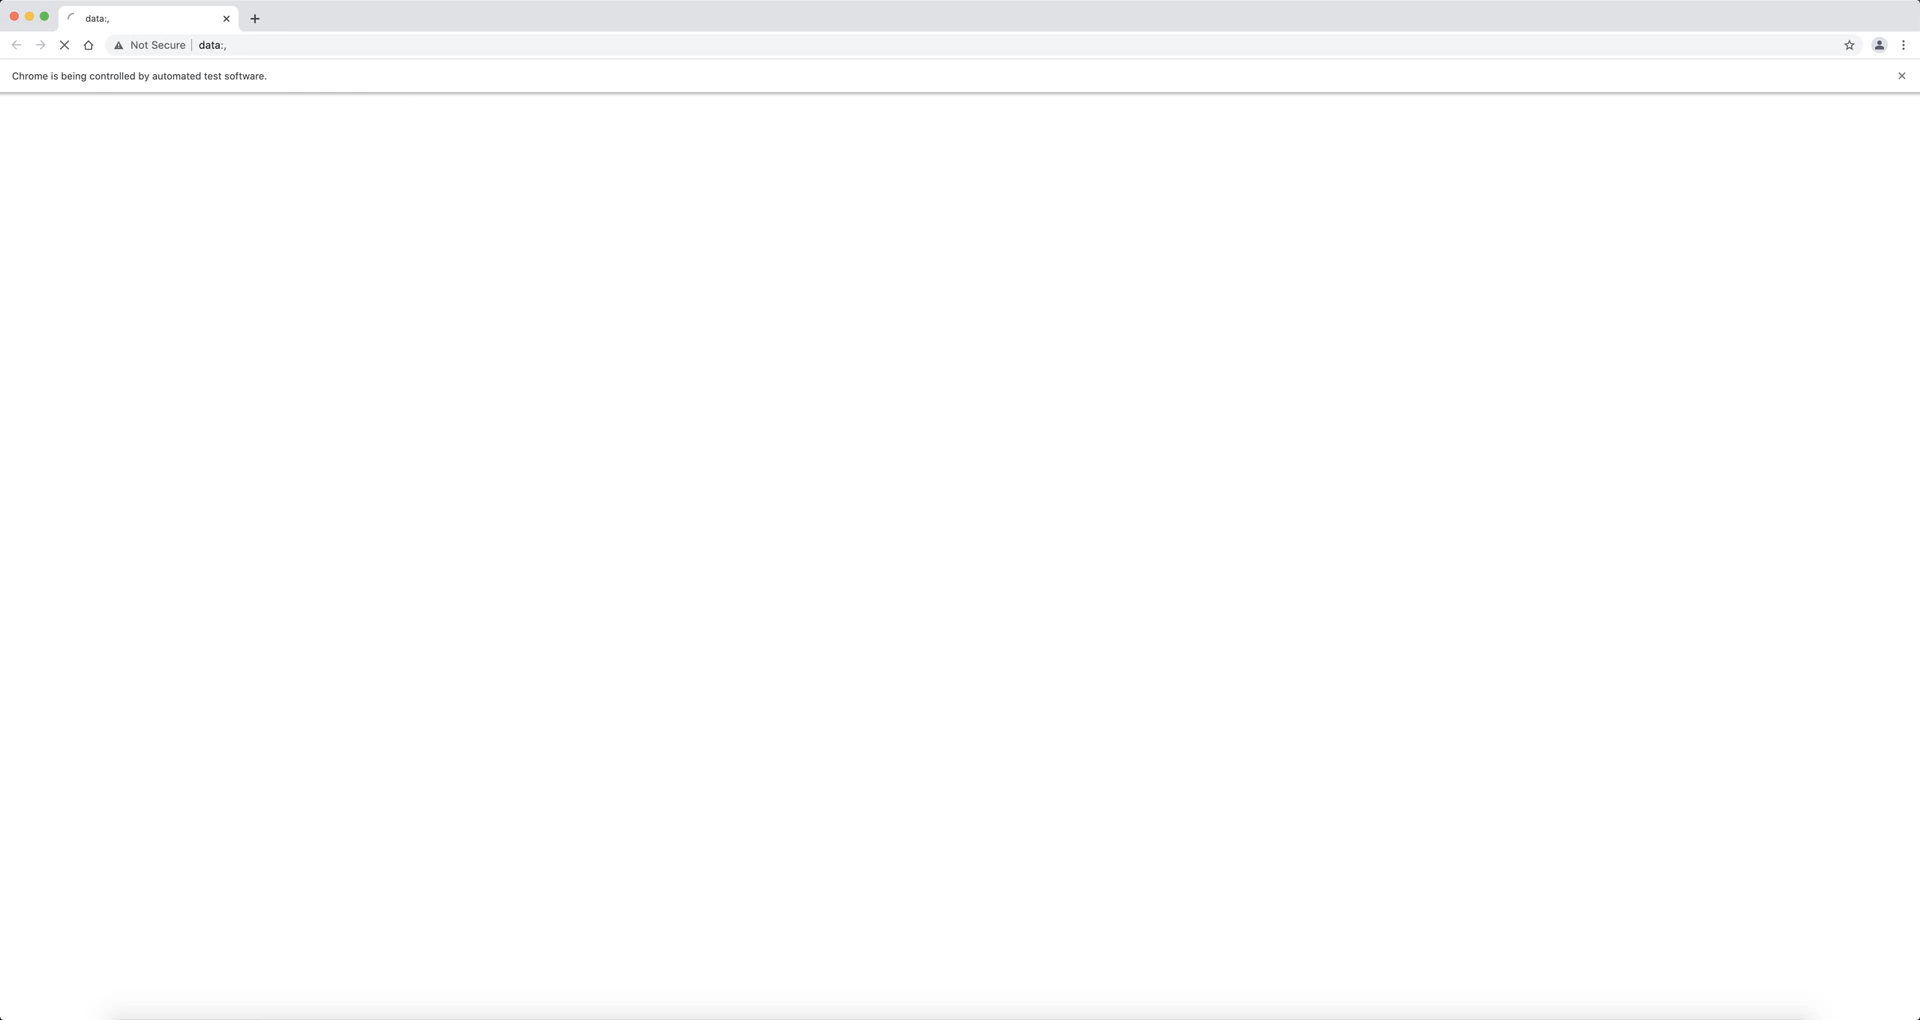 data:,
Not Secure data:,
Chrome is being controlled by automated test software.